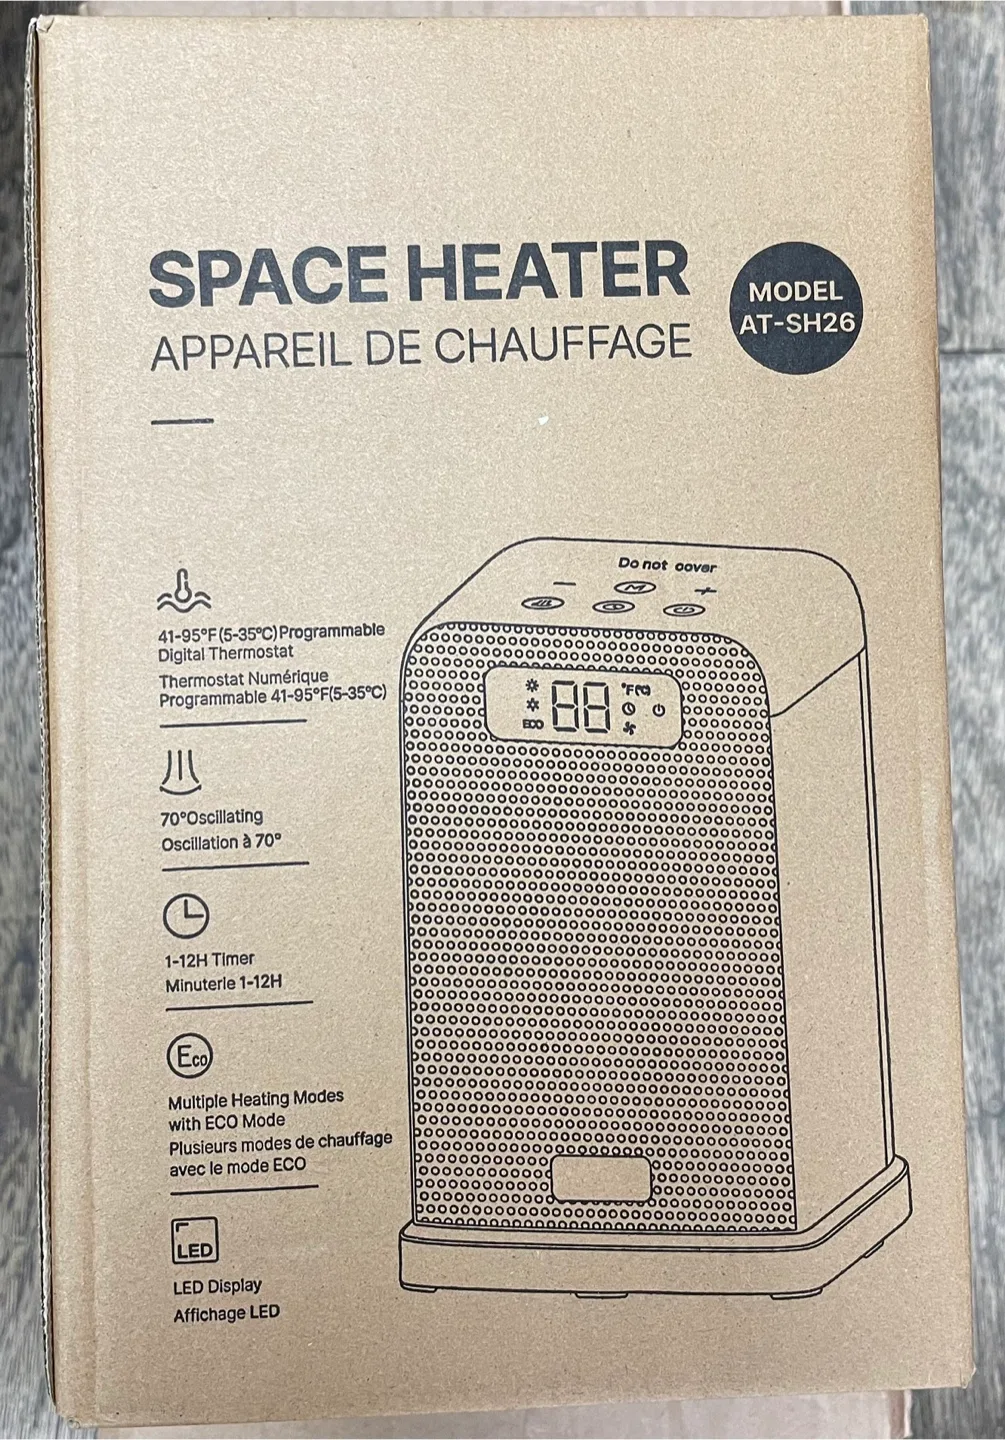 SPACE HEATER
APPAREIL DE CHAUFFAGE
MODEL
AT-SH26
41-95°F(5-35°C)Programmable
Digital Thermostat
Thermostat Numérique
Programmable 41-95°F(5-35°C)
70°Oscillating
Oscillation à 70°
1-12H Timer
Minuterie 1-12H
Eco
Multiple Heating Modes
with ECO Mode
Plusieurs modes de chauffage
avec le mode ECO
LED
LED Display
Affichage LED
Do not cover
− M +
88 °F
ECO